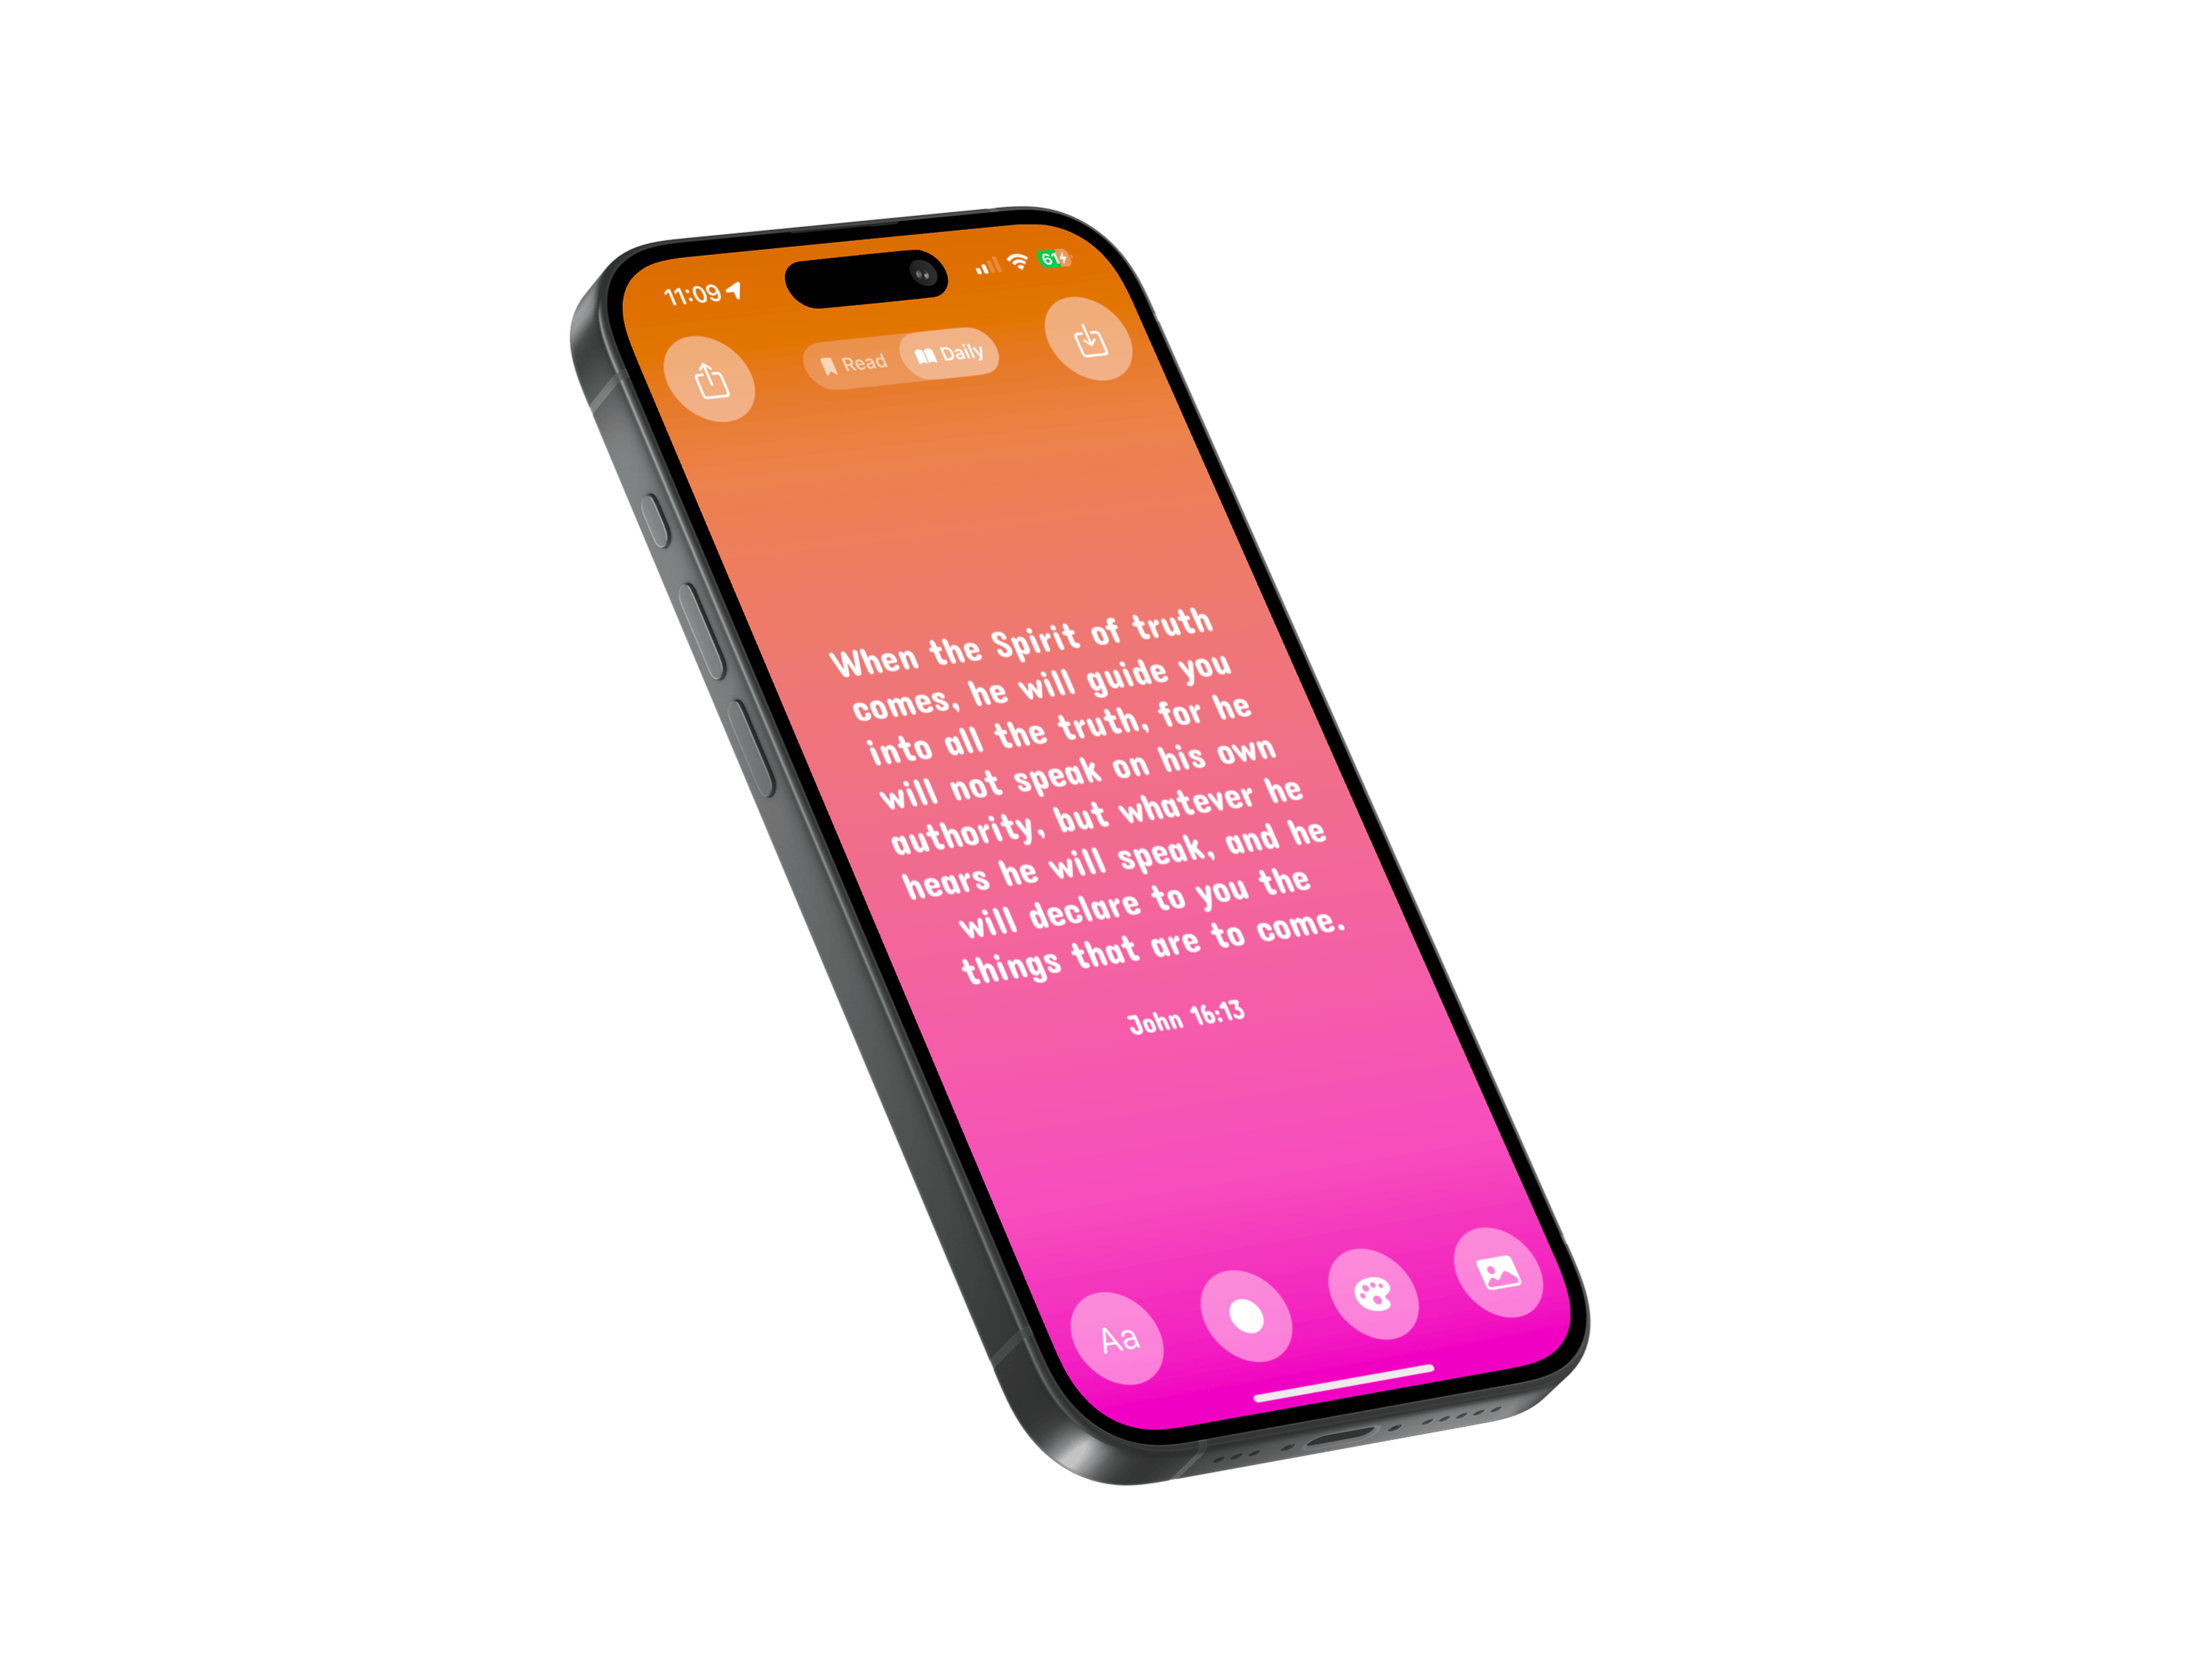 11:09
61
Read Daily
When the Spirit of truth
comes, he will guide you
into all the truth, for he
will not speak on his own
authority, but whatever he
hears he will speak, and he
will declare to you the
things that are to come.
John 16:13
Aa